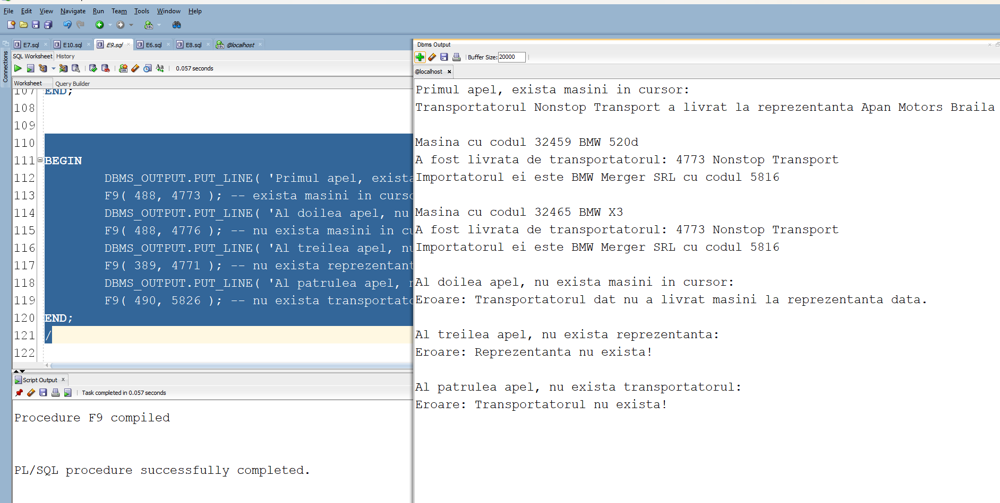 File Edit View Navigate Run Team Tools Window Help
E7.sql E10.sql E9.sql E6.sql E8.sql @localhost
SQL Worksheet History
0.057 seconds
Worksheet Query Builder
Connections
107 END;
108
109
110
111 BEGIN
112 DBMS_OUTPUT.PUT_LINE( 'Primul apel, exista
113 F9( 488, 4773 ); -- exista masini in curso
114 DBMS_OUTPUT.PUT_LINE( 'Al doilea apel, nu
115 F9( 488, 4776 ); -- nu exista masini in cu
116 DBMS_OUTPUT.PUT_LINE( 'Al treilea apel, nu
117 F9( 389, 4771 ); -- nu exista reprezentant
118 DBMS_OUTPUT.PUT_LINE( 'Al patrulea apel, n
119 F9( 490, 5826 ); -- nu exista transportato
120 END;
121 /
122
Script Output
Task completed in 0.057 seconds
Procedure F9 compiled
PL/SQL procedure successfully completed.
Dbms Output
Buffer Size: 20000
@localhost
Primul apel, exista masini in cursor:
Transportatorul Nonstop Transport a livrat la reprezentanta Apan Motors Braila
Masina cu codul 32459 BMW 520d
A fost livrata de transportatorul: 4773 Nonstop Transport
Importatorul ei este BMW Merger SRL cu codul 5816
Masina cu codul 32465 BMW X3
A fost livrata de transportatorul: 4773 Nonstop Transport
Importatorul ei este BMW Merger SRL cu codul 5816
Al doilea apel, nu exista masini in cursor:
Eroare: Transportatorul dat nu a livrat masini la reprezentanta data.
Al treilea apel, nu exista reprezentanta:
Eroare: Reprezentanta nu exista!
Al patrulea apel, nu exista transportatorul:
Eroare: Transportatorul nu exista!